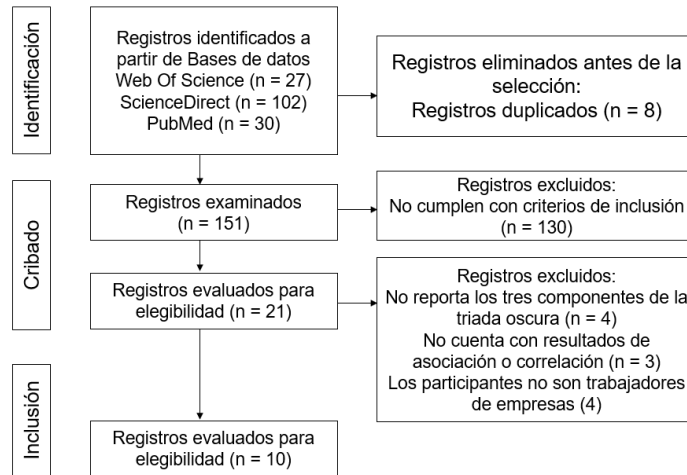 Identificación
Registros identificados a
partir de Bases de datos
Web Of Science (n = 27)
ScienceDirect (n = 102)
PubMed (n = 30)
Registros eliminados antes de la
selección:
Registros duplicados (n = 8)
Cribado
Registros examinados
(n = 151)
Registros excluidos:
No cumplen con criterios de inclusión
(n = 130)
Registros evaluados para
elegibilidad (n = 21)
Registros excluidos:
No reporta los tres componentes de la
triada oscura (n = 4)
No cuenta con resultados de
asociación o correlación (n = 3)
Los participantes no son trabajadores
de empresas (4)
Inclusión
Registros evaluados para
elegibilidad (n = 10)